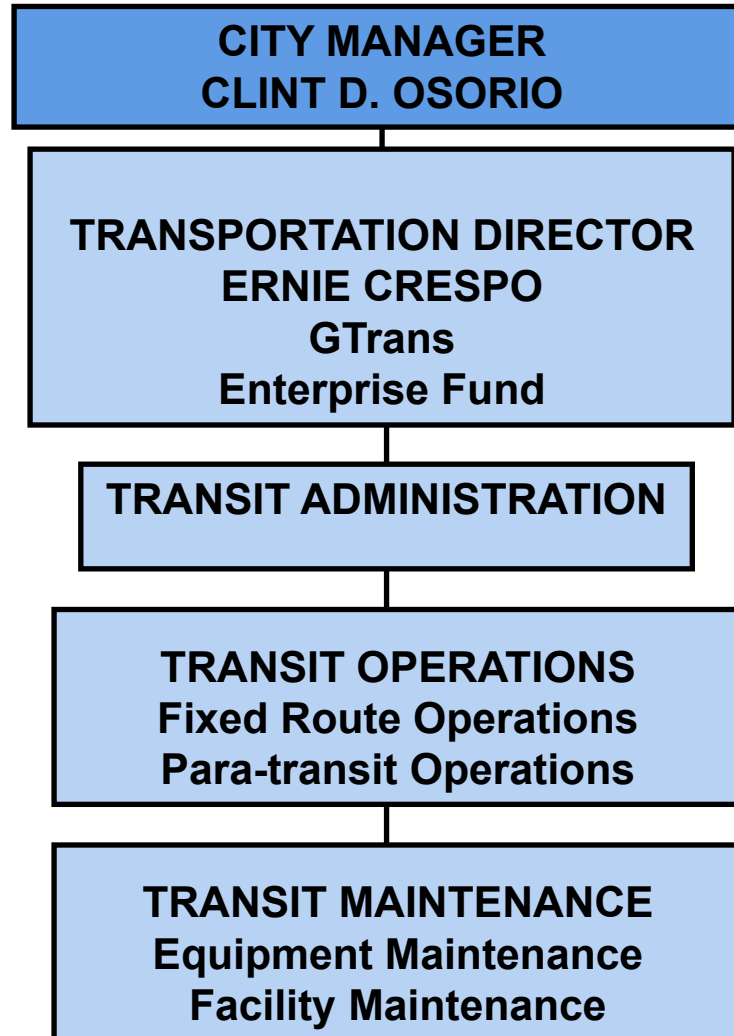 CITY MANAGER
CLINT D. OSORIO
TRANSPORTATION DIRECTOR
ERNIE CRESPO
GTrans
Enterprise Fund
TRANSIT ADMINISTRATION
TRANSIT OPERATIONS
Fixed Route Operations
Para-transit Operations
TRANSIT MAINTENANCE
Equipment Maintenance
Facility Maintenance